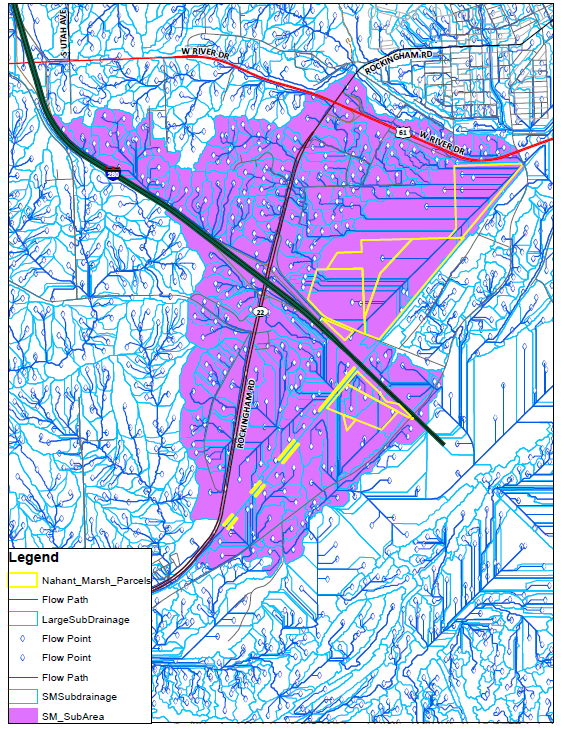 S UTAH AVE
W RIVER DR
ROCKINGHAM RD
61
W RIVER DR
280
22
ROCKINGHAM RD
Legend
Nahant_Marsh_Parcels
Flow Path
LargeSubDrainage
Flow Point
Flow Point
Flow Path
SMSubdrainage
SM_SubArea